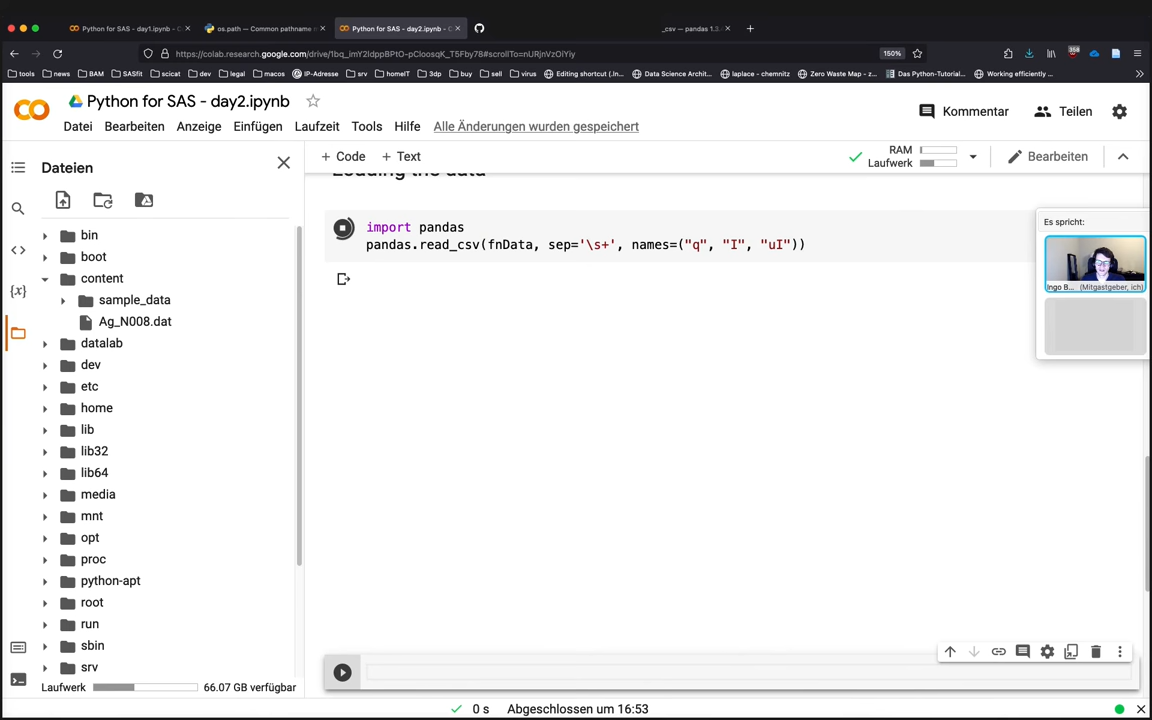 Python for SAS - day1.ipynb - C
os.path — Common pathname
Python for SAS - day2.ipynb - C
_csv — pandas 1.3.
https://colab.research.google.com/drive/1bq_imY2IdppBPtO-pCloosqK_T5Fby78#scrollTo=nURjnVzOiYiy
150%
358
tools
news
BAM
SASfit
scicat
dev
legal
macos
IP-Adresse
srv
homeIT
3dp
buy
sell
virus
Editing shortcut (.ln...
Data Science Archit...
laplace - chemnitz
Zero Waste Map - z...
Das Python-Tutorial...
Working efficiently ...
Python for SAS - day2.ipynb
Kommentar
Teilen
Datei Bearbeiten Anzeige Einfügen Laufzeit Tools Hilfe Alle Änderungen wurden gespeichert
Dateien
+ Code + Text
RAM
Laufwerk
Bearbeiten
Loading the data
bin
boot
content
sample_data
Ag_N008.dat
datalab
dev
etc
home
lib
lib32
lib64
media
mnt
opt
proc
python-apt
root
run
sbin
srv
Laufwerk 66.07 GB verfügbar
import pandas
pandas.read_csv(fnData, sep='\s+', names=("q", "I", "uI"))
Es spricht:
Ingo B... (Mitgastgeber, ich)
0 s Abgeschlossen um 16:53